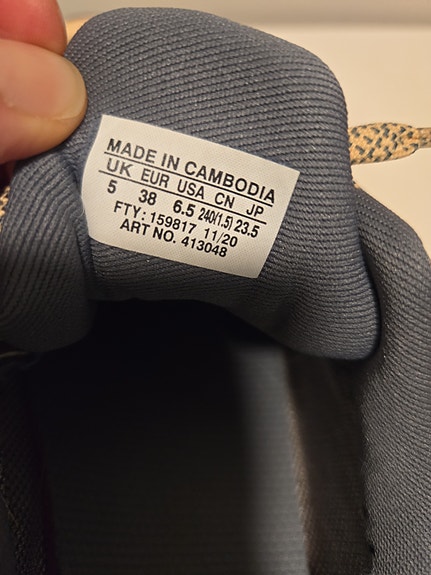 MADE IN CAMBODIA
UK EUR USA CN JP
5 38 6.5 240(1.5) 23.5
FTY: 159817 11/20
ART NO. 413048